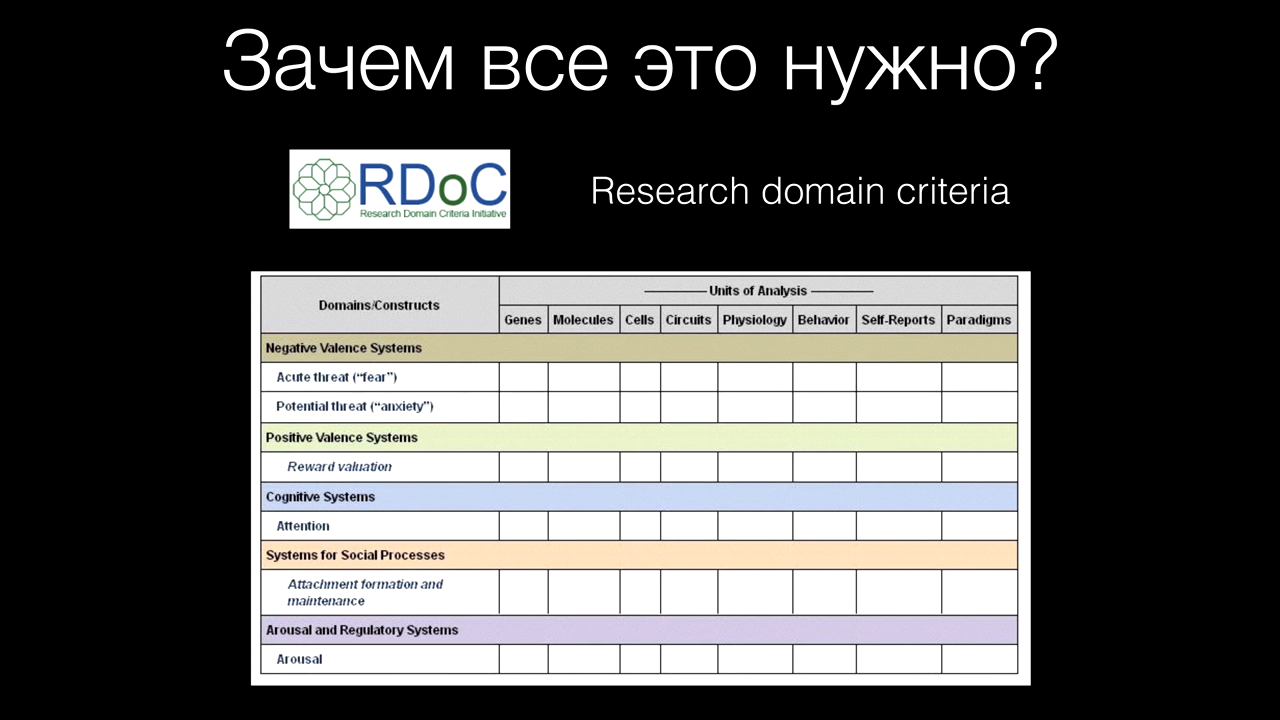 Зачем все это нужно?
RDoC
Research Domain Criteria Initiative
Research domain criteria
Domains/Constructs
Units of Analysis
Genes Molecules Cells Circuits Physiology Behavior Self-Reports Paradigms
Negative Valence Systems
Acute threat (“fear”)
Potential threat (“anxiety”)
Positive Valence Systems
Reward valuation
Cognitive Systems
Attention
Systems for Social Processes
Attachment formation and
maintenance
Arousal and Regulatory Systems
Arousal